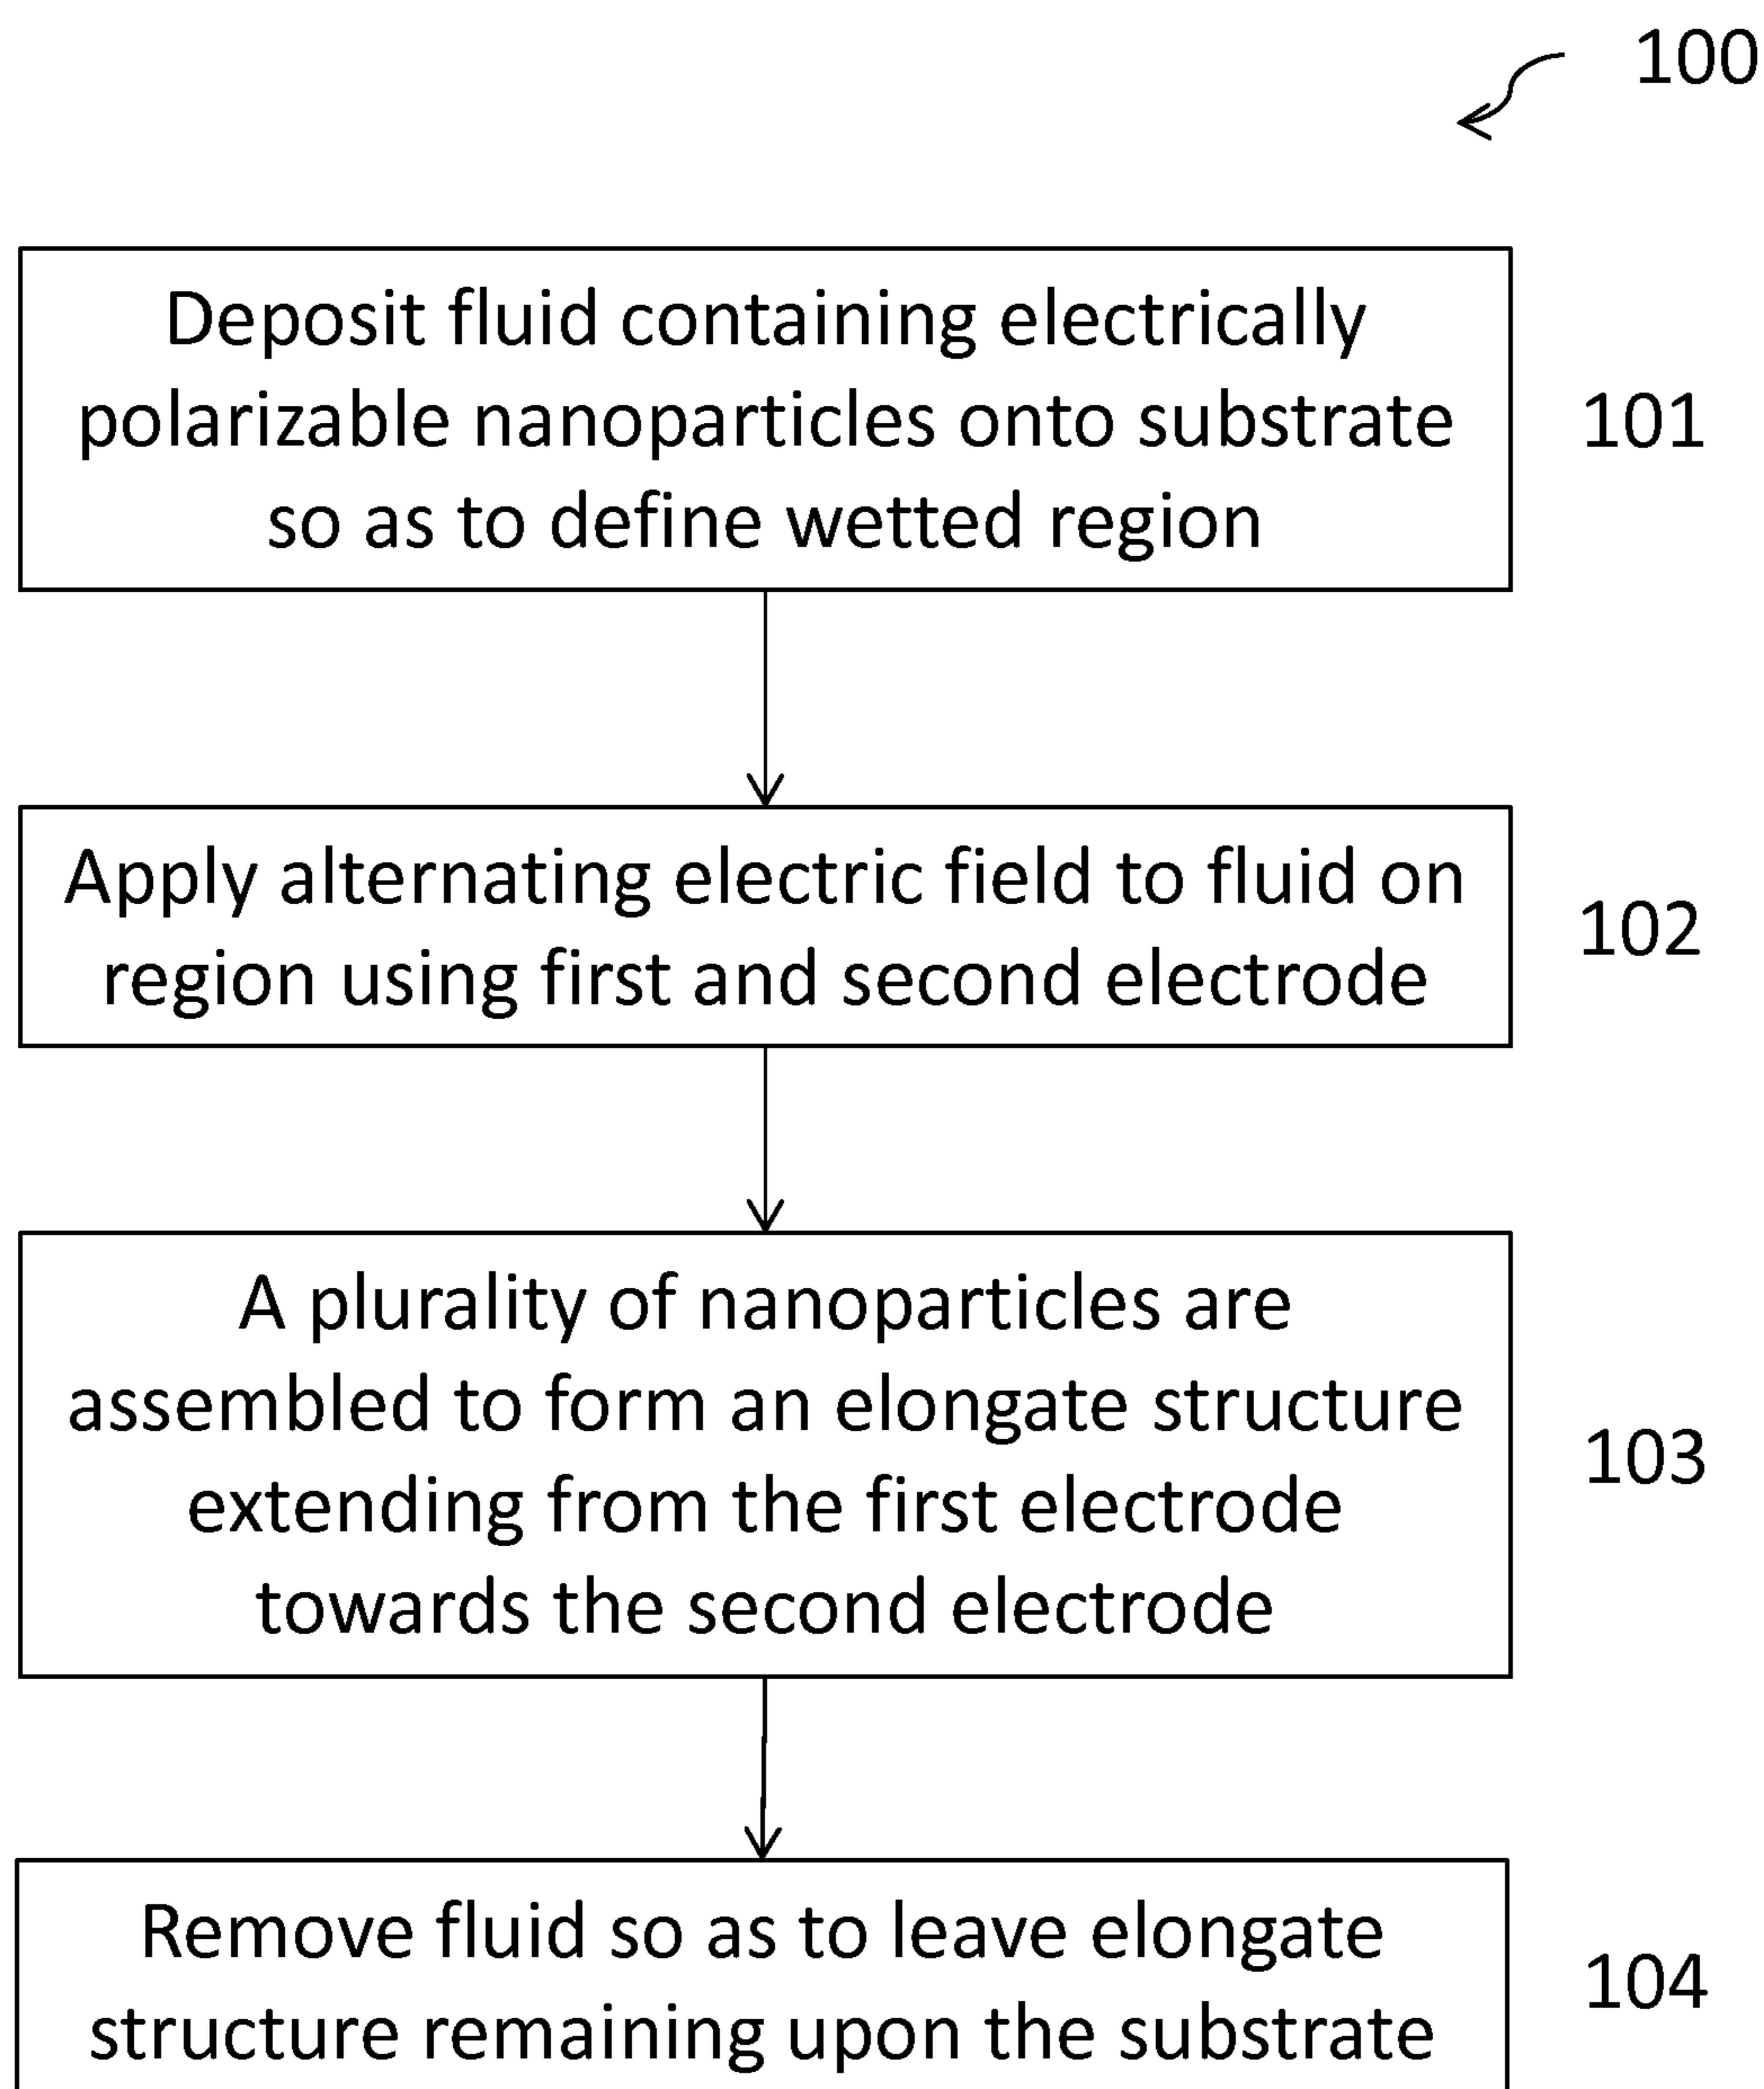 100
Deposit fluid containing electrically
polarizable nanoparticles onto substrate
so as to define wetted region
101
Apply alternating electric field to fluid on
region using first and second electrode
102
A plurality of nanoparticles are
assembled to form an elongate structure
extending from the first electrode
towards the second electrode
103
Remove fluid so as to leave elongate
structure remaining upon the substrate
104